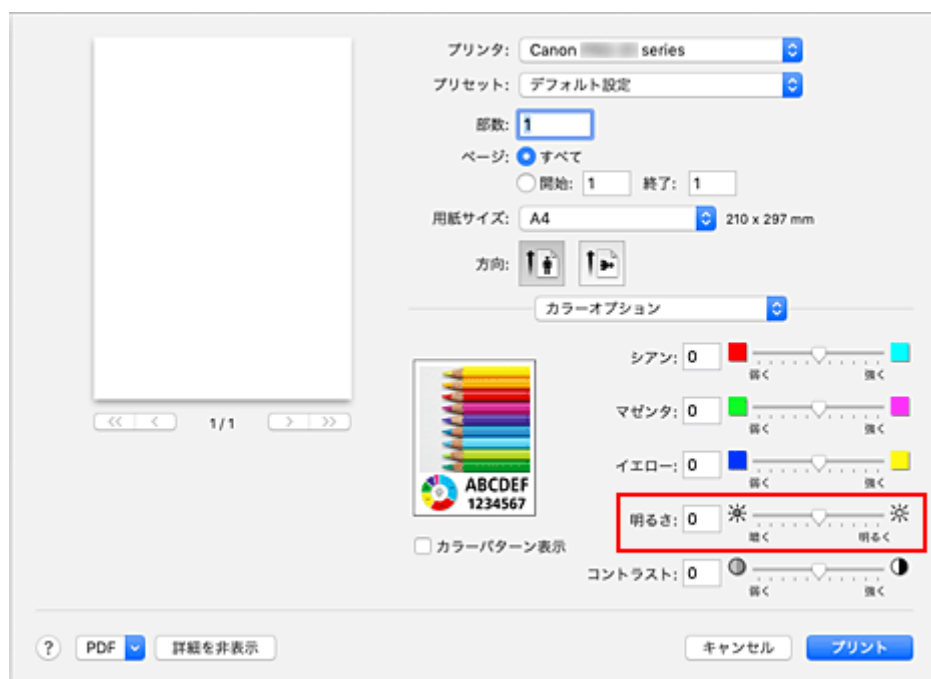 プリンタ: Canon series
プリセット: デフォルト設定
部数: 1
ページ: すべて
開始: 1 終了: 1
用紙サイズ: A4 210 x 297 mm
方向:
カラーオプション
シアン: 0
弱く 強く
マゼンタ: 0
弱く 強く
イエロー: 0
弱く 強く
明るさ: 0
暗く 明るく
コントラスト: 0
弱く 強く
1/1
ABCDEF
1234567
カラーパターン表示
? PDF 詳細を非表示 キャンセル プリント